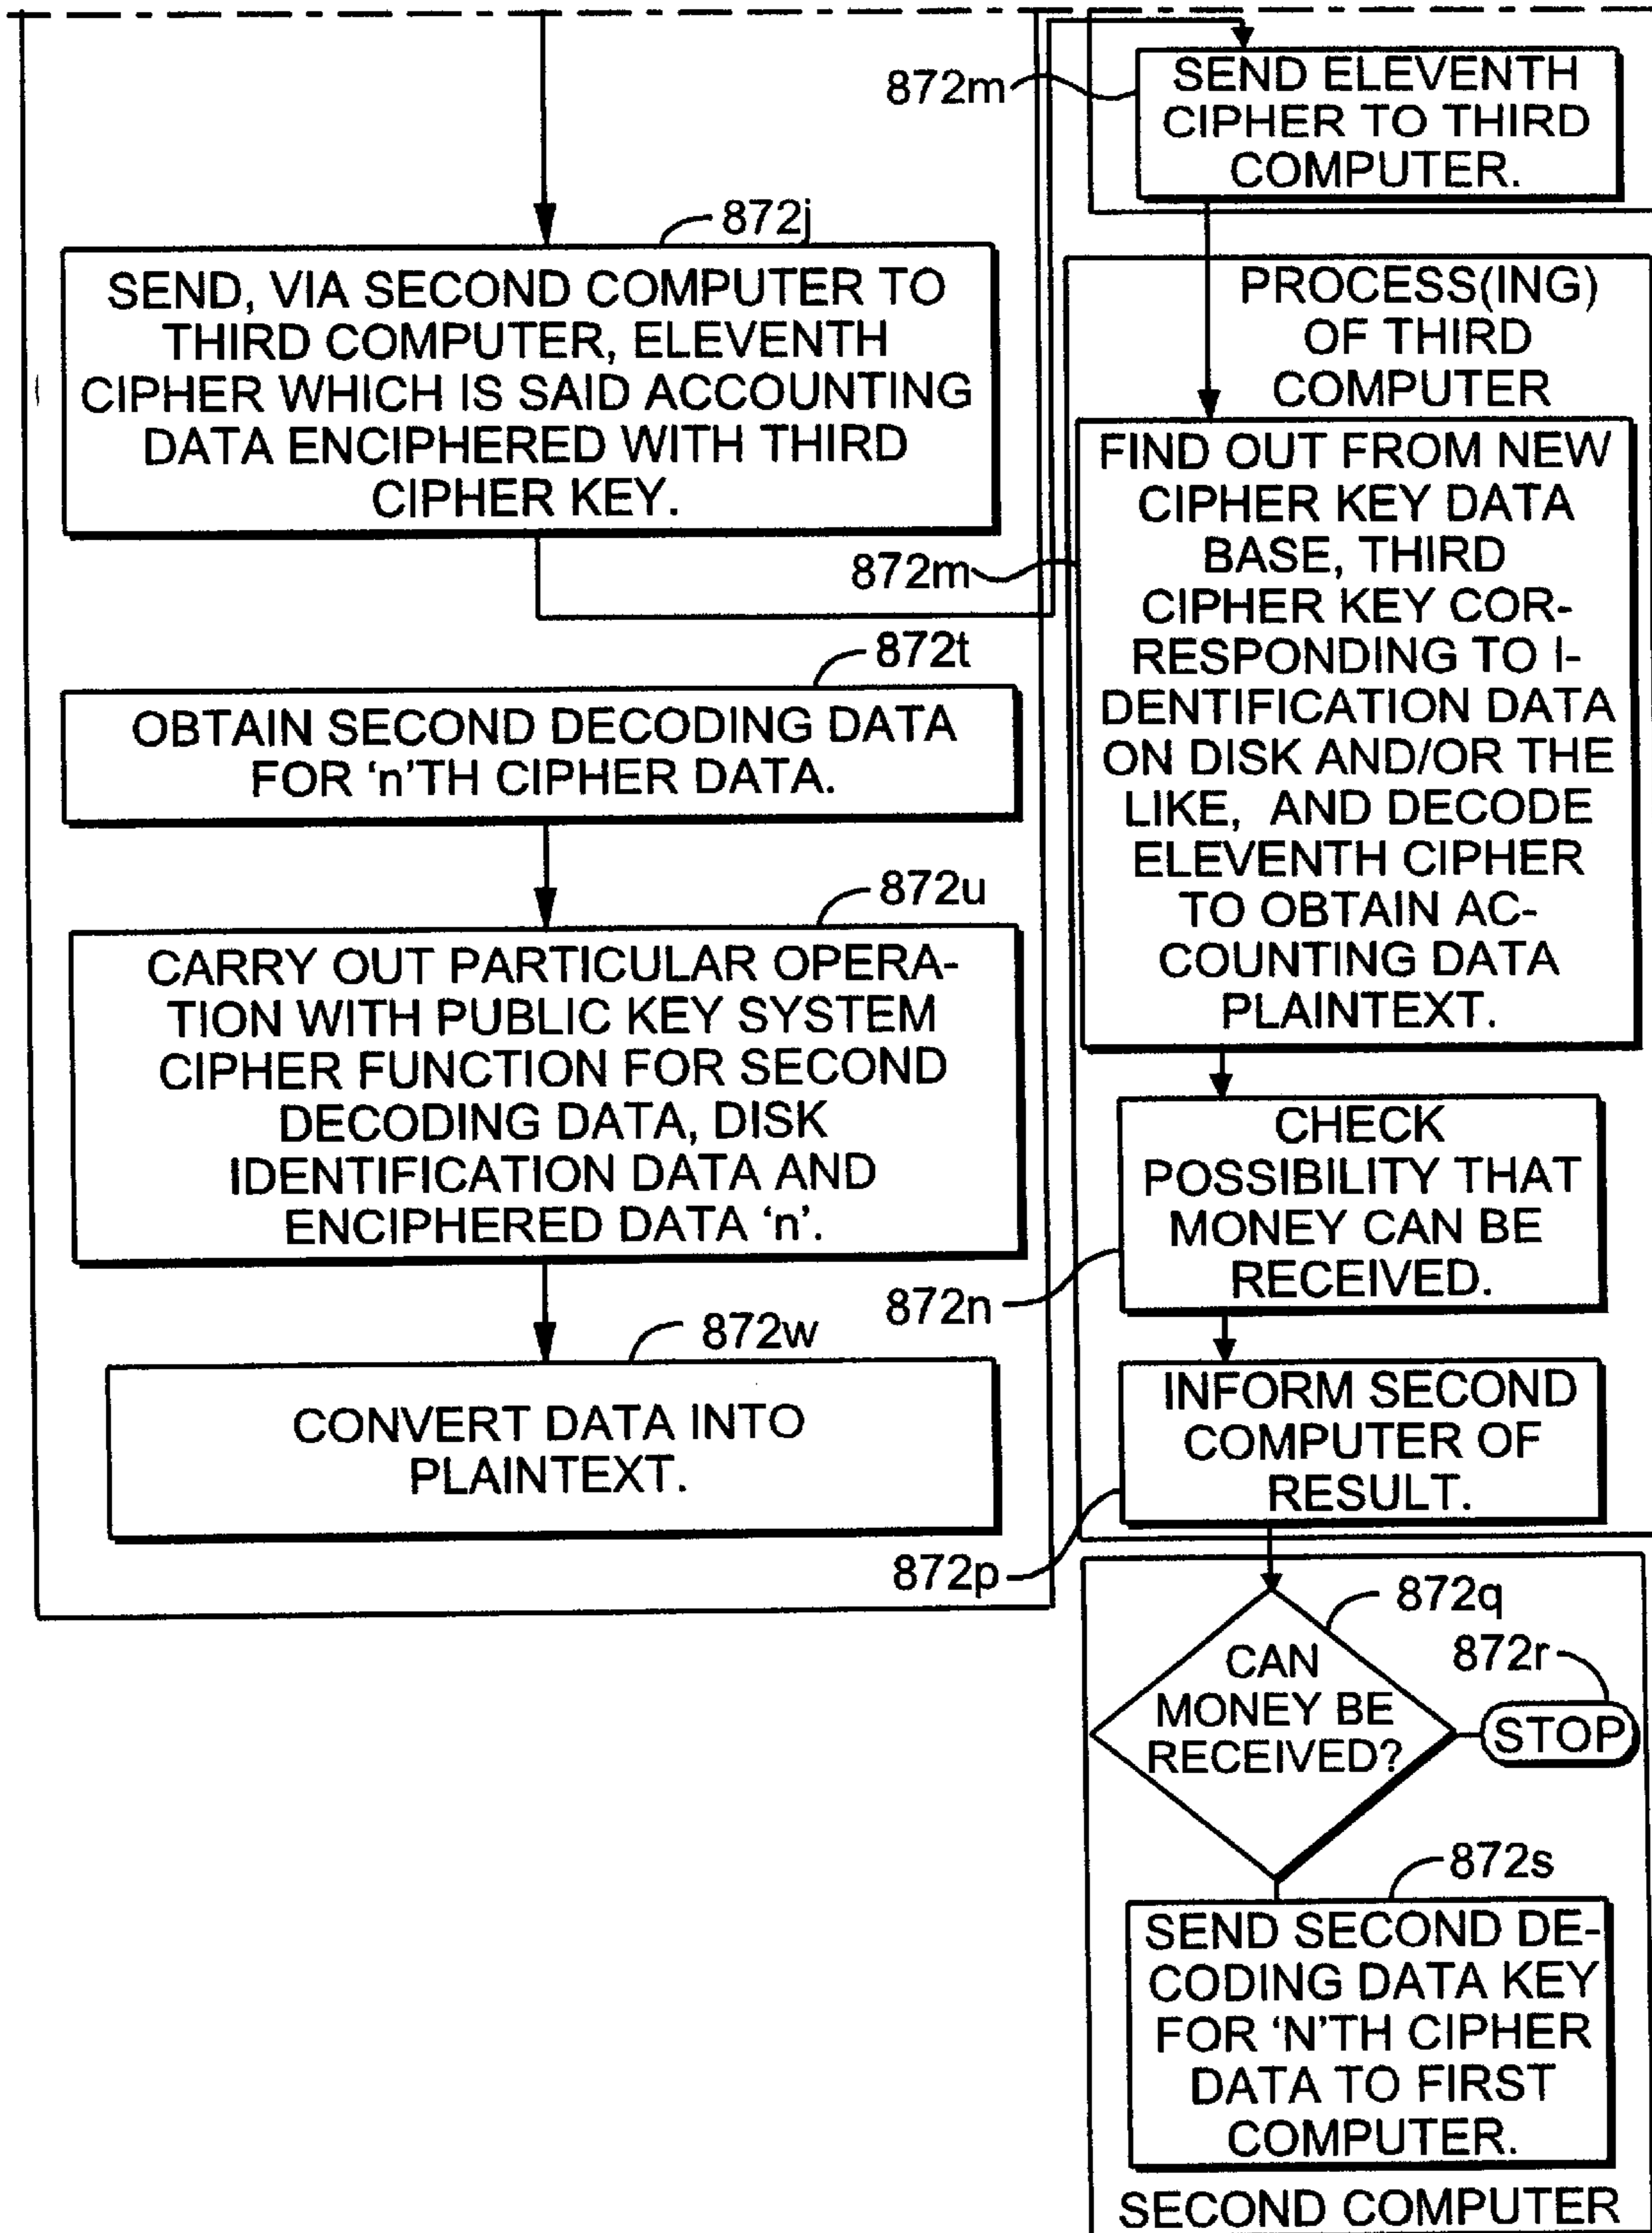 872j
SEND, VIA SECOND COMPUTER TO
THIRD COMPUTER, ELEVENTH
CIPHER WHICH IS SAID ACCOUNTING
DATA ENCIPHERED WITH THIRD
CIPHER KEY.
872t
OBTAIN SECOND DECODING DATA
FOR ‘n’TH CIPHER DATA.
872u
CARRY OUT PARTICULAR OPERA-
TION WITH PUBLIC KEY SYSTEM
CIPHER FUNCTION FOR SECOND
DECODING DATA, DISK
IDENTIFICATION DATA AND
ENCIPHERED DATA ‘n’.
872w
CONVERT DATA INTO
PLAINTEXT.
872m
SEND ELEVENTH
CIPHER TO THIRD
COMPUTER.
PROCESS(ING)
OF THIRD
COMPUTER
872m
FIND OUT FROM NEW
CIPHER KEY DATA
BASE, THIRD
CIPHER KEY COR-
RESPONDING TO I-
DENTIFICATION DATA
ON DISK AND/OR THE
LIKE, AND DECODE
ELEVENTH CIPHER
TO OBTAIN AC-
COUNTING DATA
PLAINTEXT.
872n
CHECK
POSSIBILITY THAT
MONEY CAN BE
RECEIVED.
872p
INFORM SECOND
COMPUTER OF
RESULT.
872q
CAN
MONEY BE
RECEIVED?
872r
STOP
872s
SEND SECOND DE-
CODING DATA KEY
FOR ‘N’TH CIPHER
DATA TO FIRST
COMPUTER.
SECOND COMPUTER